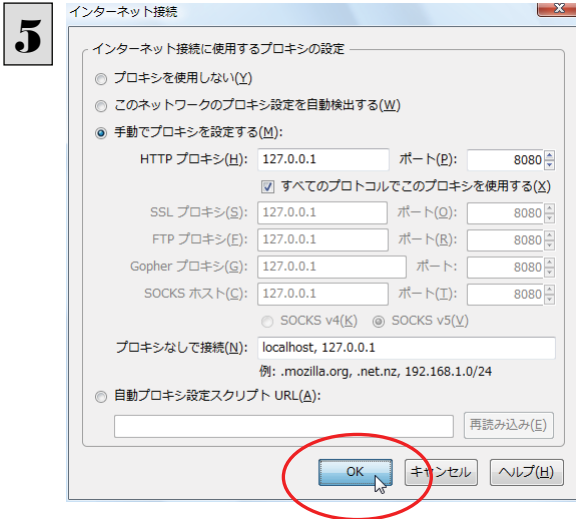 5
インターネット接続
インターネット接続に使用するプロキシの設定
プロキシを使用しない(Y)
このネットワークのプロキシ設定を自動検出する(W)
手動でプロキシを設定する(M):
HTTP プロキシ(H): 127.0.0.1 ポート(P): 8080
すべてのプロトコルでこのプロキシを使用する(X)
SSL プロキシ(S): 127.0.0.1 ポート(O): 8080
FTP プロキシ(F): 127.0.0.1 ポート(R): 8080
Gopher プロキシ(G): 127.0.0.1 ポート: 8080
SOCKS ホスト(C): 127.0.0.1 ポート(T): 8080
SOCKS v4(K) SOCKS v5(V)
プロキシなしで接続(N): localhost, 127.0.0.1
例: .mozilla.org, .net.nz, 192.168.1.0/24
自動プロキシ設定スクリプト URL(A):
再読み込み(E)
OK キャンセル ヘルプ(H)